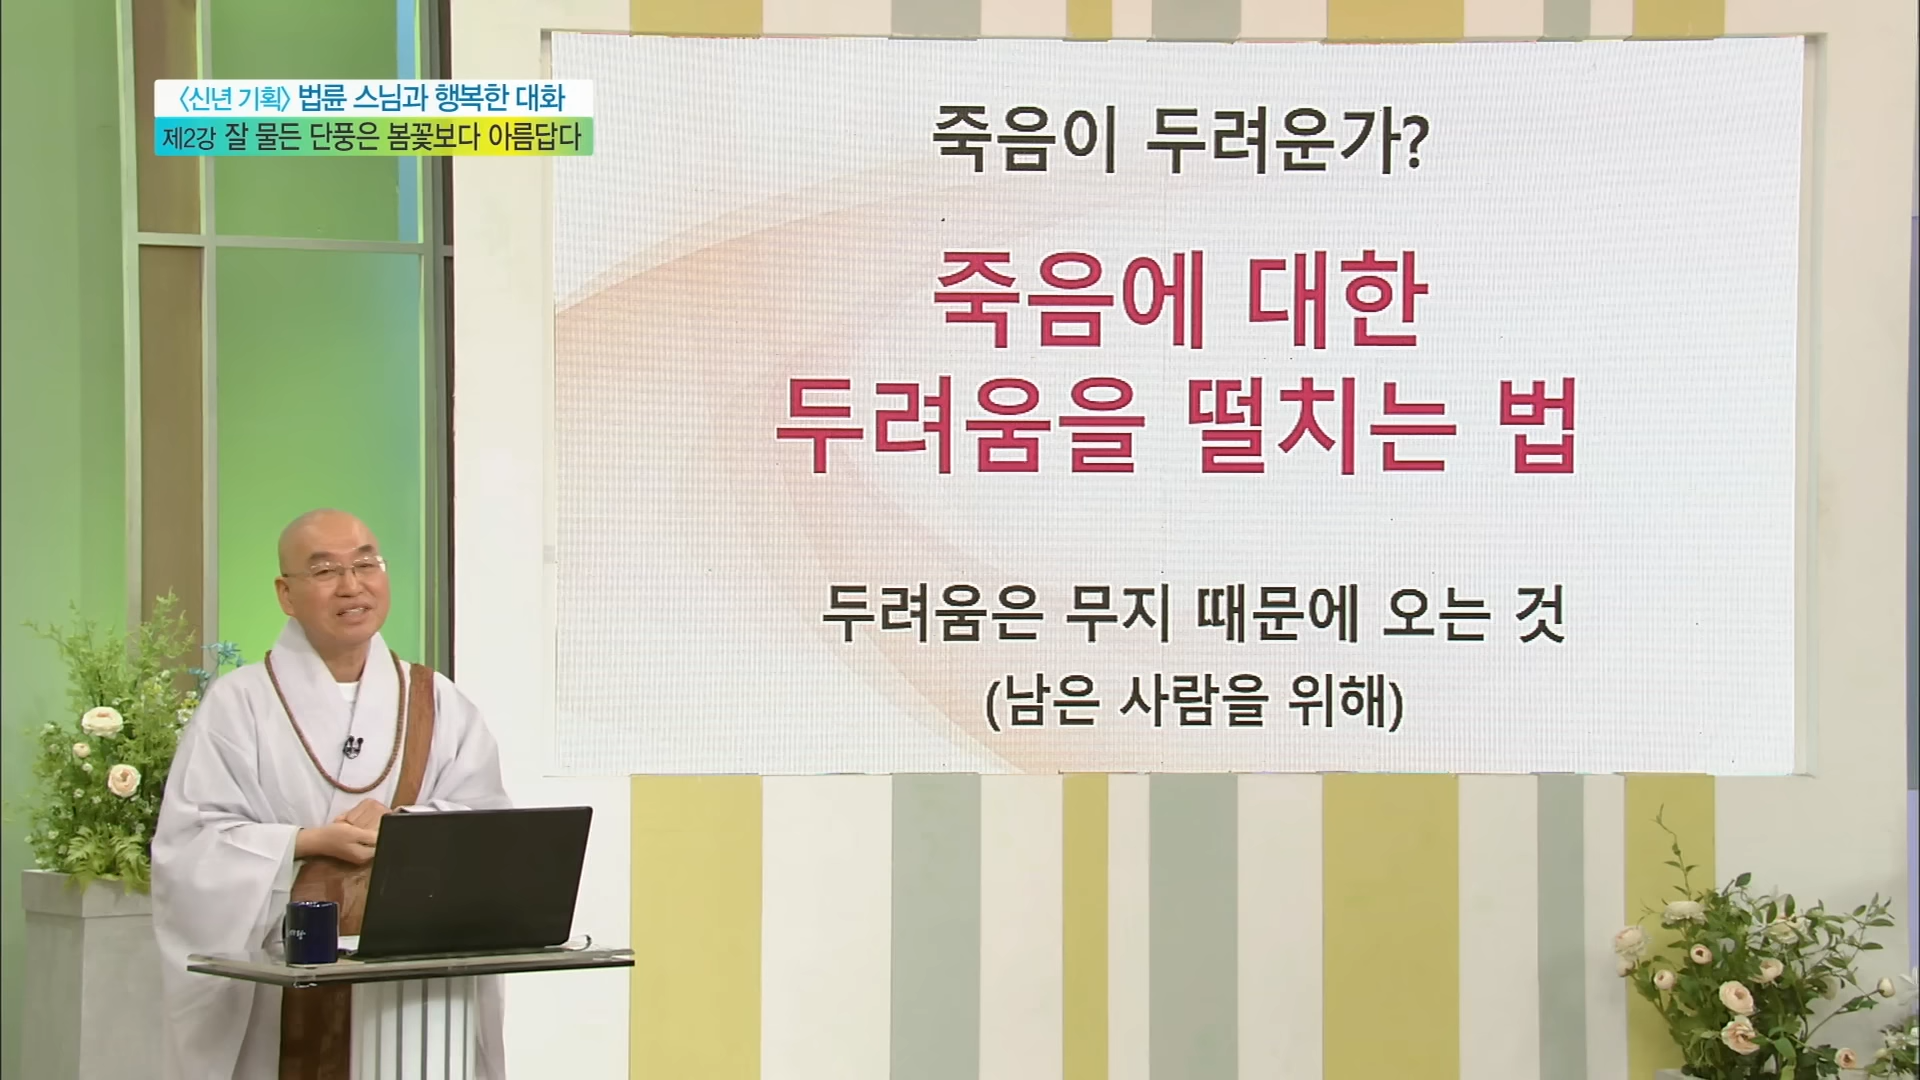 〈신년 기획〉 법륜 스님과 행복한 대화
제2강 잘 물든 단풍은 봄꽃보다 아름답다
죽음이 두려운가?
죽음에 대한
두려움을 떨치는 법
두려움은 무지 때문에 오는 것
(남은 사람을 위해)